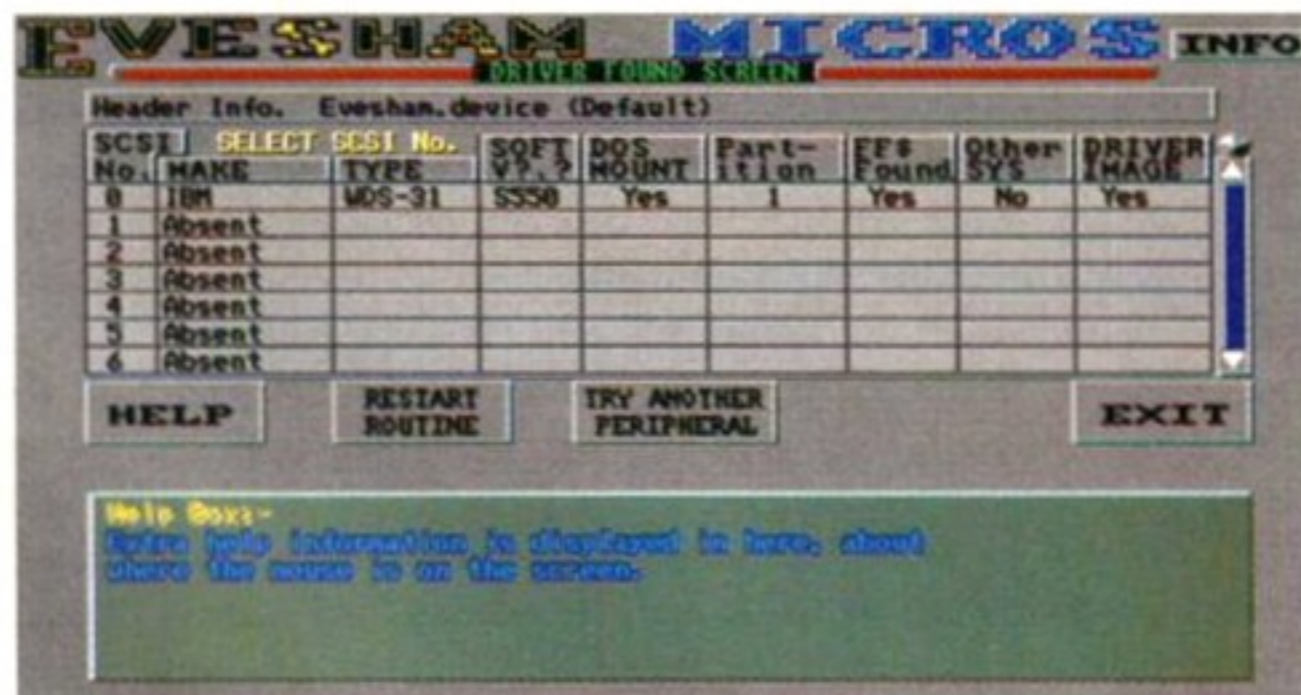 EVESHAM MICROS INFO
DRIVER FOUND SCREEN
Header Info. Evesham.device (Default)
SCSI No. SELECT SCSI No. MAKE TYPE SOFT V?.? DOS MOUNT Part-ition FFS Found Other SYS DRIVER IMAGE
0 IBM WDS-31 S550 Yes 1 Yes No Yes
1 Absent
2 Absent
3 Absent
4 Absent
5 Absent
6 Absent
HELP RESTART ROUTINE TRY ANOTHER PERIPHERAL EXIT
Help Box:-
Extra help information is displayed in here, about
where the mouse is on the screen.